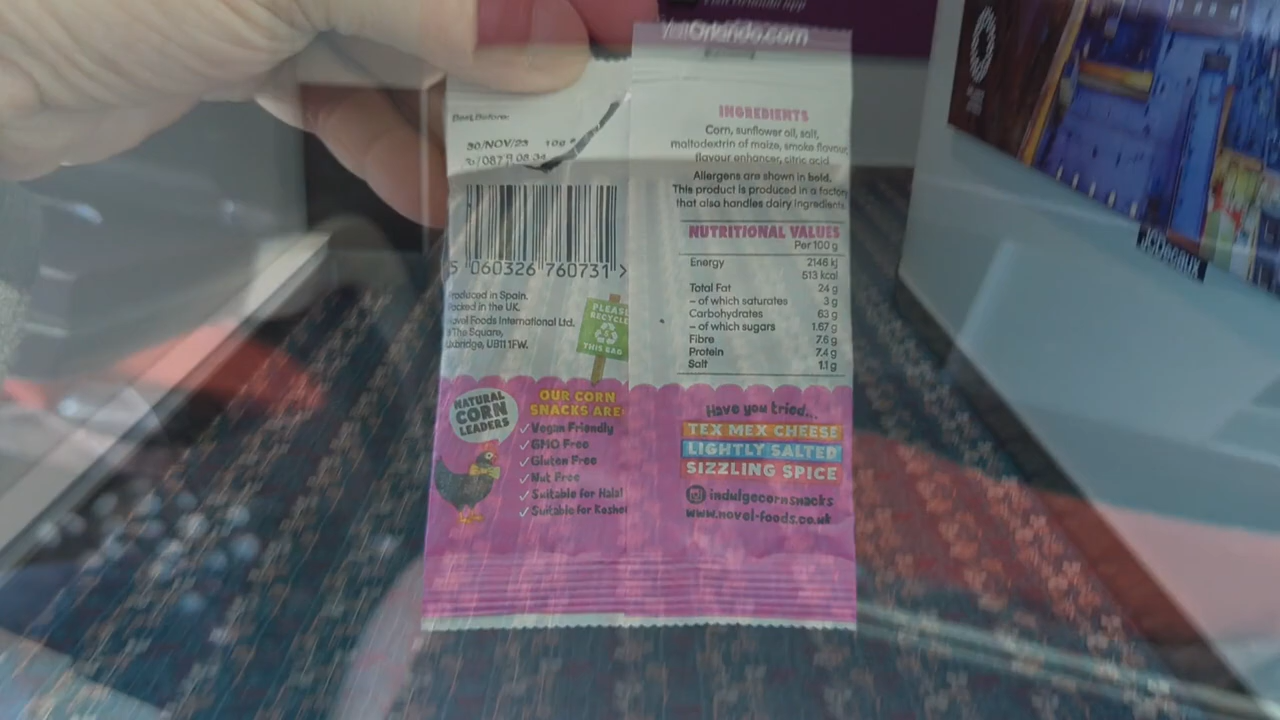 Orlando.com
Best Before:
30/NOV/23 10g
08 34
5 060326 760731 >
Produced in Spain.
Packed in the UK.
Novel Foods International Ltd.
The Square,
Uxbridge, UB11 1FW.
PLEASE
RECYCLE
THIS BAG
NATURAL
CORN
LEADERS
OUR CORN
SNACKS ARE
✓Vegan Friendly
✓GMO Free
✓Gluten Free
✓Nut Free
✓Suitable for Halal
✓Suitable for Kosher
INGREDIENTS
Corn, sunflower oil, salt,
maltodextrin of maize, smoke flavour,
flavour enhancer, citric acid
Allergens are shown in bold.
This product is produced in a factory
that also handles dairy ingredients
NUTRITIONAL VALUES
Per 100 g
Energy 2146 kj
513 kcal
Total Fat 24 g
– of which saturates 3 g
Carbohydrates 63 g
– of which sugars 1.67 g
Fibre 7.6 g
Protein 7.4 g
Salt 1.1 g
Have you tried...
TEX MEX CHEESE
LIGHTLY SALTED
SIZZLING SPICE
indulgecornsnacks
www.novel-foods.co.uk
JCDecaux